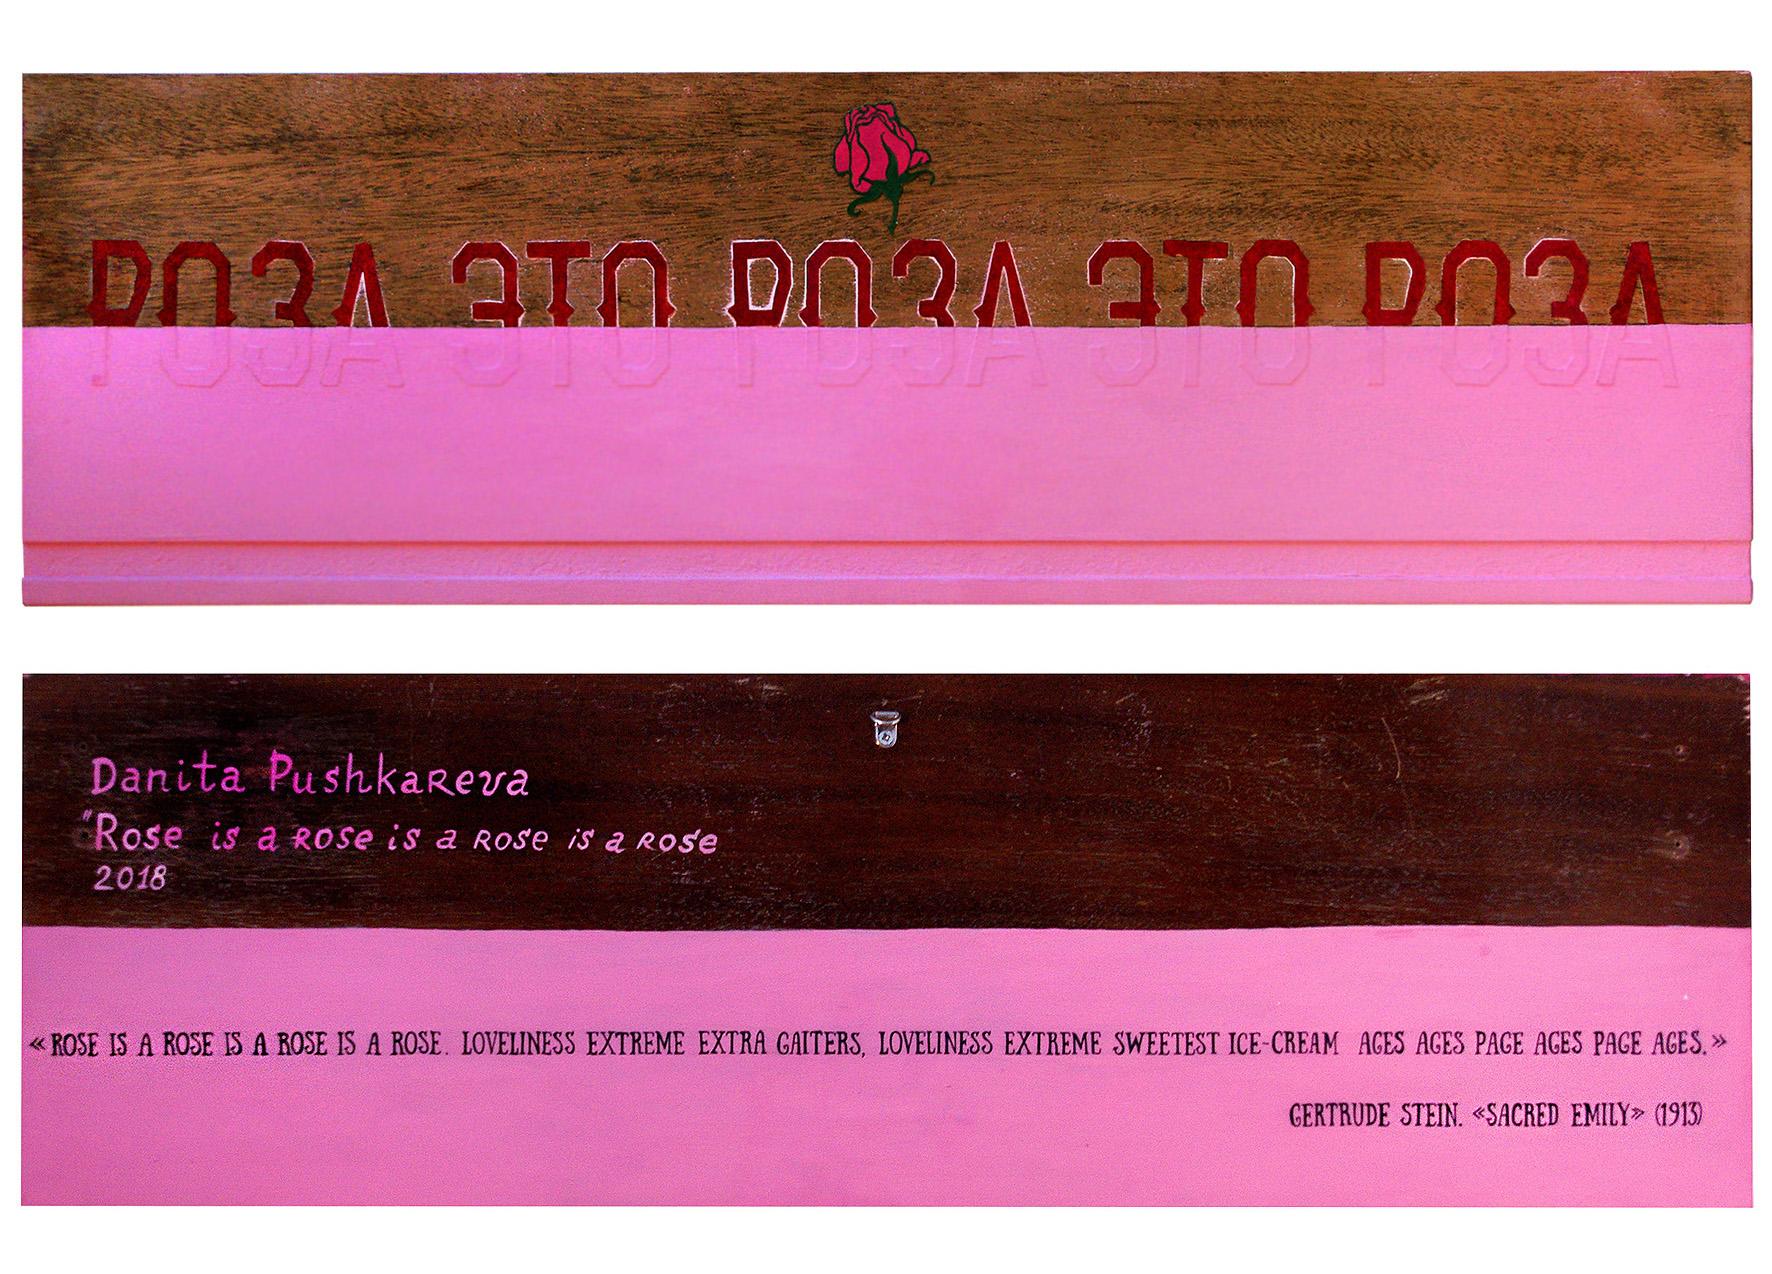 РОЗА ЭТО РОЗА ЭТО РОЗА
Danita Pushkareva
"Rose is a rose is a rose is a rose
2018
«ROSE IS A ROSE IS A ROSE IS A ROSE. LOVELINESS EXTREME EXTRA GAITERS, LOVELINESS EXTREME SWEETEST ICE-CREAM AGES AGES PAGE AGES PAGE AGES.»
GERTRUDE STEIN. «SACRED EMILY» (1913)